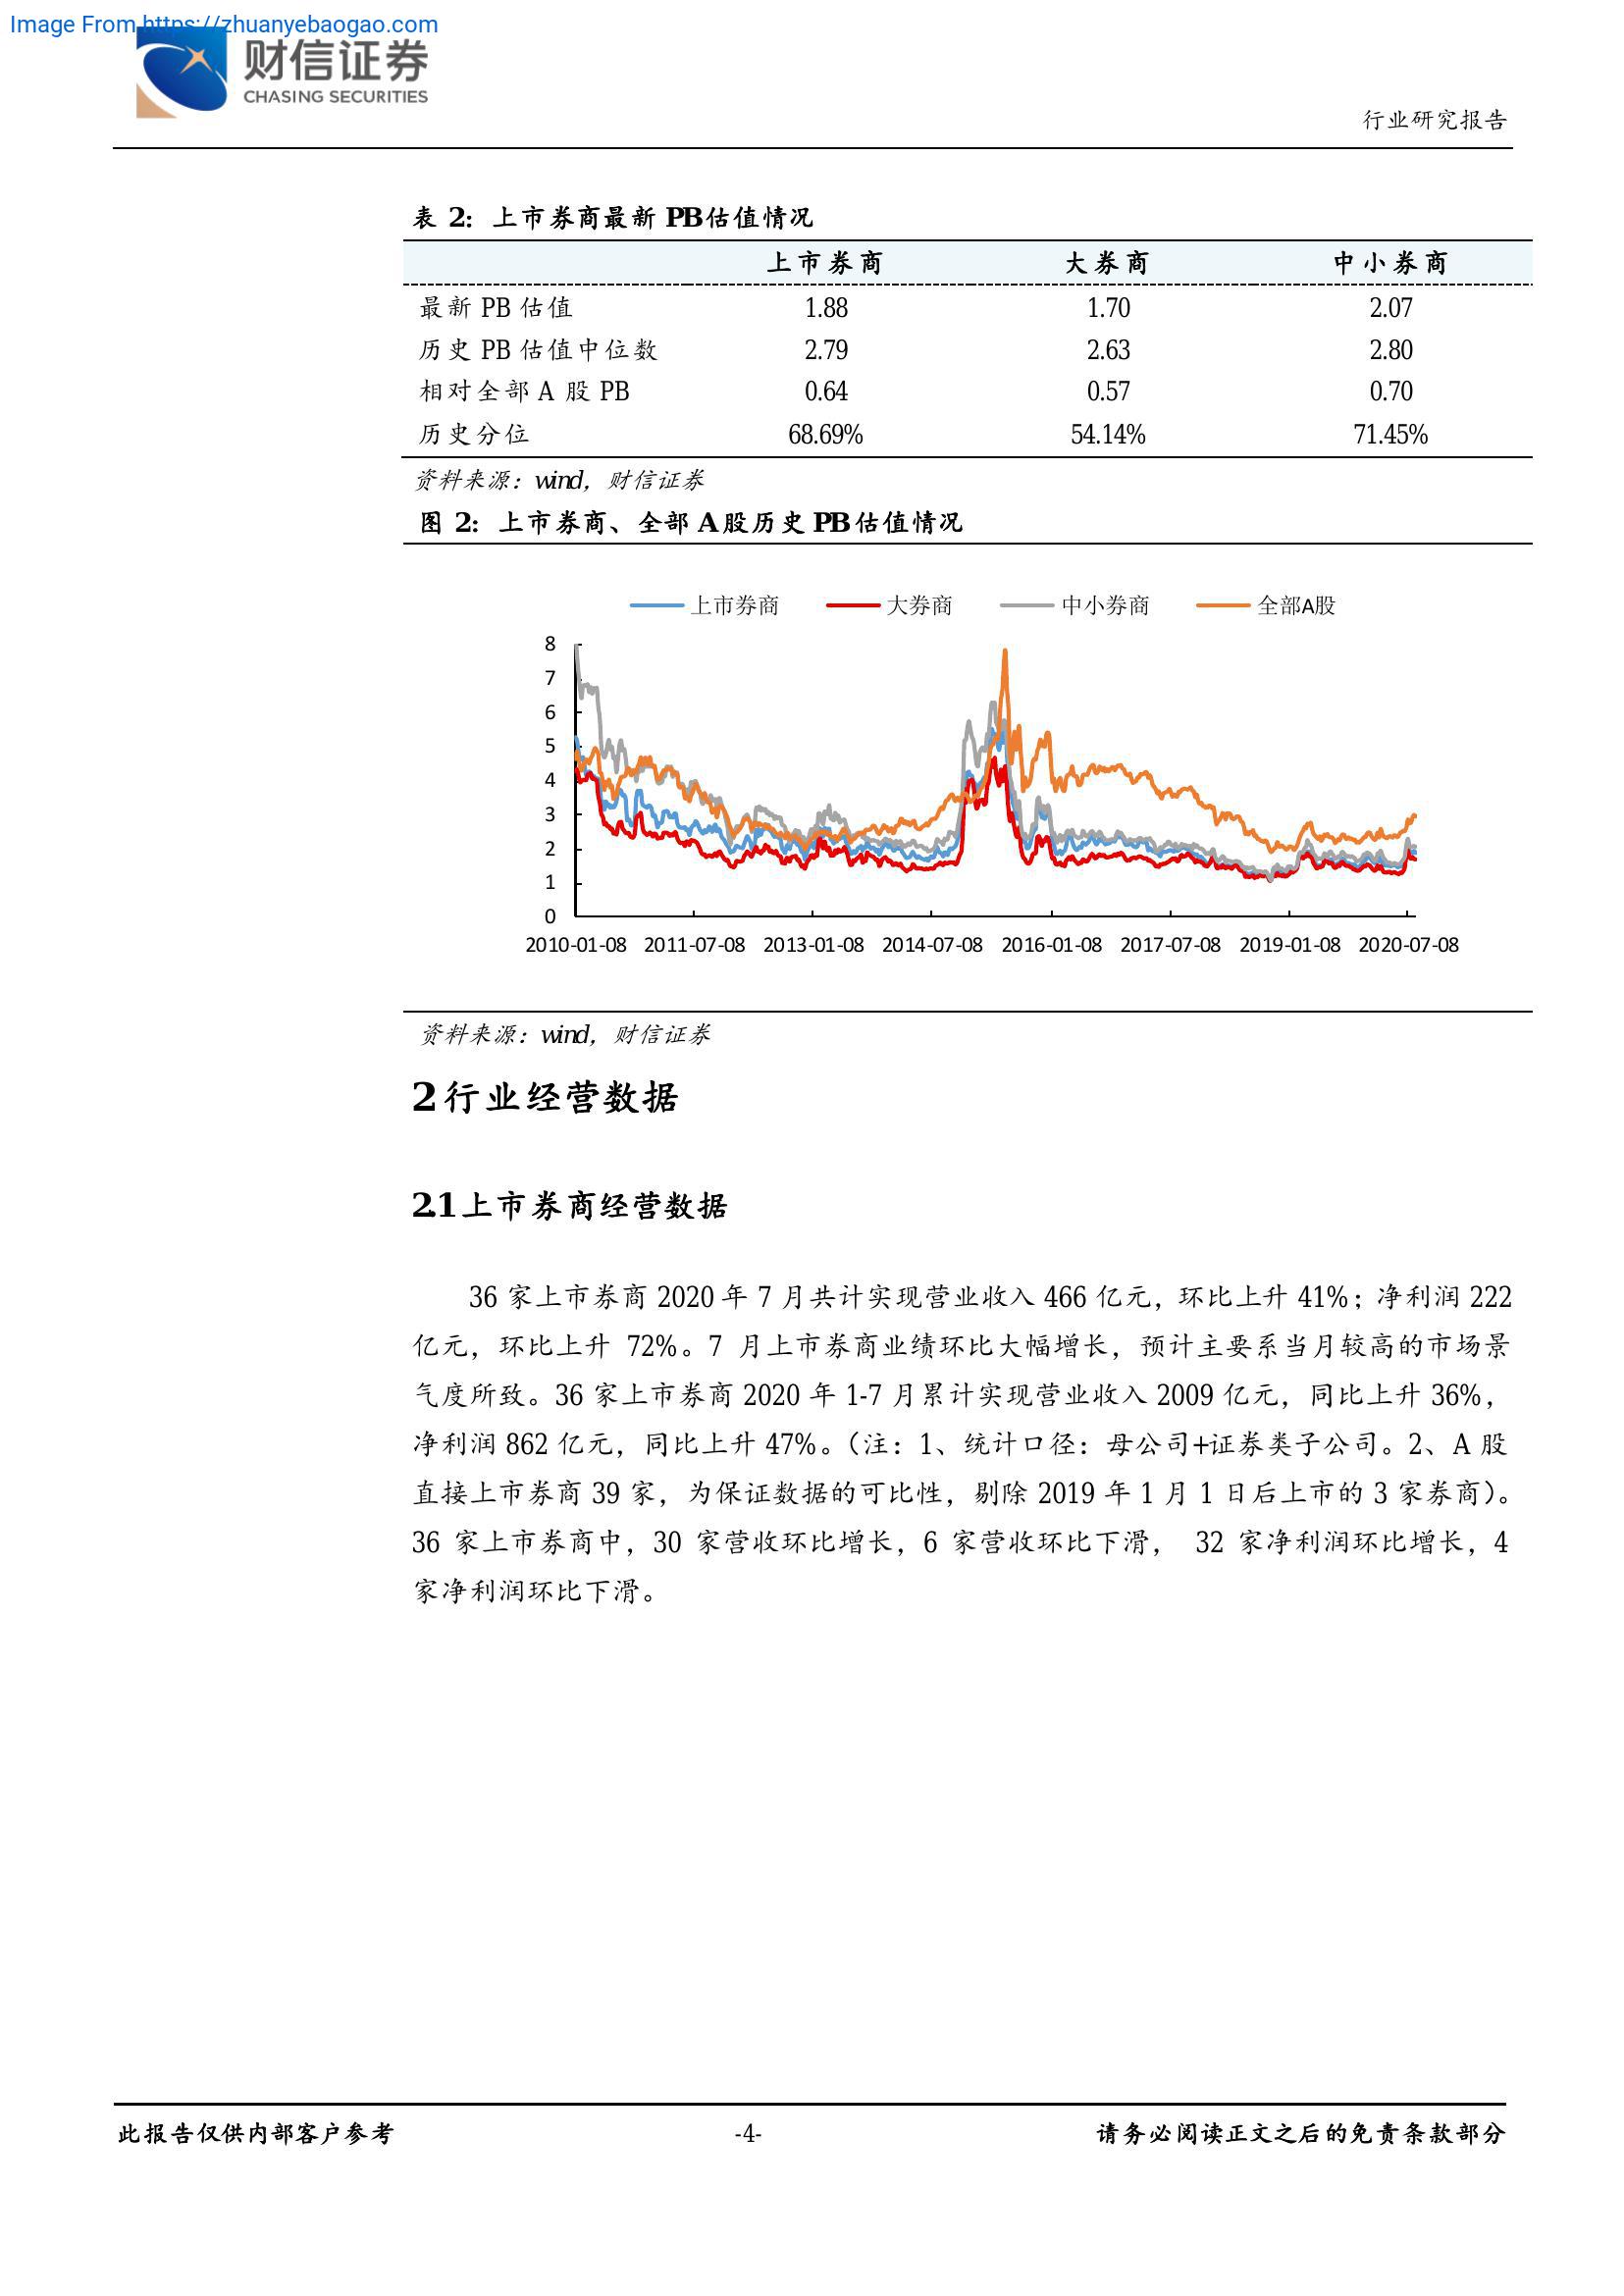 Image From https://zhuanyebaogao.com
财信证券
CHASING SECURITIES
行业研究报告
表 2：上市券商最新 PB 估值情况
上市券商 大券商 中小券商
最新 PB 估值 1.88 1.70 2.07
历史 PB 估值中位数 2.79 2.63 2.80
相对全部 A 股 PB 0.64 0.57 0.70
历史分位 68.69% 54.14% 71.45%
资料来源：wind，财信证券
图 2：上市券商、全部 A 股历史 PB 估值情况
上市券商 大券商 中小券商 全部A股
8
7
6
5
4
3
2
1
0
2010-01-08 2011-07-08 2013-01-08 2014-07-08 2016-01-08 2017-07-08 2019-01-08 2020-07-08
资料来源：wind，财信证券
2 行业经营数据
2.1 上市券商经营数据
36 家上市券商 2020 年 7 月共计实现营业收入 466 亿元，环比上升 41%；净利润 222
亿元，环比上升 72%。7 月上市券商业绩环比大幅增长，预计主要系当月较高的市场景
气度所致。36 家上市券商 2020 年 1-7 月累计实现营业收入 2009 亿元，同比上升 36%，
净利润 862 亿元，同比上升 47%。（注：1、统计口径：母公司+证券类子公司。2、A 股
直接上市券商 39 家，为保证数据的可比性，剔除 2019 年 1 月 1 日后上市的 3 家券商）。
36 家上市券商中，30 家营收环比增长，6 家营收环比下滑， 32 家净利润环比增长，4
家净利润环比下滑。
此报告仅供内部客户参考 -4- 请务必阅读正文之后的免责条款部分